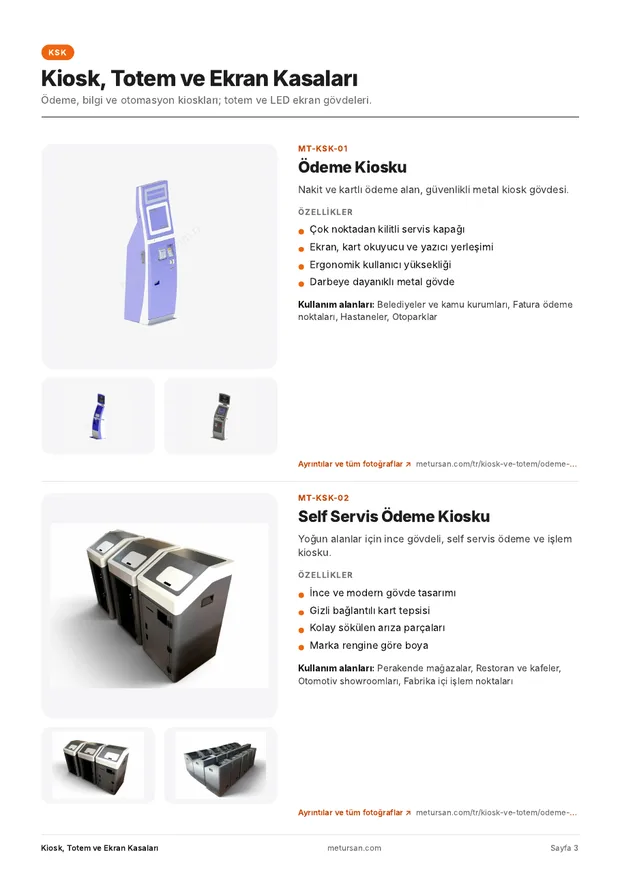 KSK
Kiosk, Totem ve Ekran Kasaları
Ödeme, bilgi ve otomasyon kioskları; totem ve LED ekran gövdeleri.
MT-KSK-01
Ödeme Kiosku
Nakit ve kartlı ödeme alan, güvenlikli metal kiosk gövdesi.
ÖZELLİKLER
Çok noktadan kilitli servis kapağı
Ekran, kart okuyucu ve yazıcı yerleşimi
Ergonomik kullanıcı yüksekliği
Darbeye dayanıklı metal gövde
Kullanım alanları: Belediyeler ve kamu kurumları, Fatura ödeme
noktaları, Hastaneler, Otoparklar
Ayrıntılar ve tüm fotoğraflar ↗ metursan.com/tr/kiosk-ve-totem/odeme-...
MT-KSK-02
Self Servis Ödeme Kiosku
Yoğun alanlar için ince gövdeli, self servis ödeme ve işlem
kiosku.
ÖZELLİKLER
İnce ve modern gövde tasarımı
Gizli bağlantılı kart tepsisi
Kolay sökülen arıza parçaları
Marka rengine göre boya
Kullanım alanları: Perakende mağazalar, Restoran ve kafeler,
Otomotiv showroomları, Fabrika içi işlem noktaları
Ayrıntılar ve tüm fotoğraflar ↗ metursan.com/tr/kiosk-ve-totem/odeme-...
Kiosk, Totem ve Ekran Kasaları
metursan.com
Sayfa 3